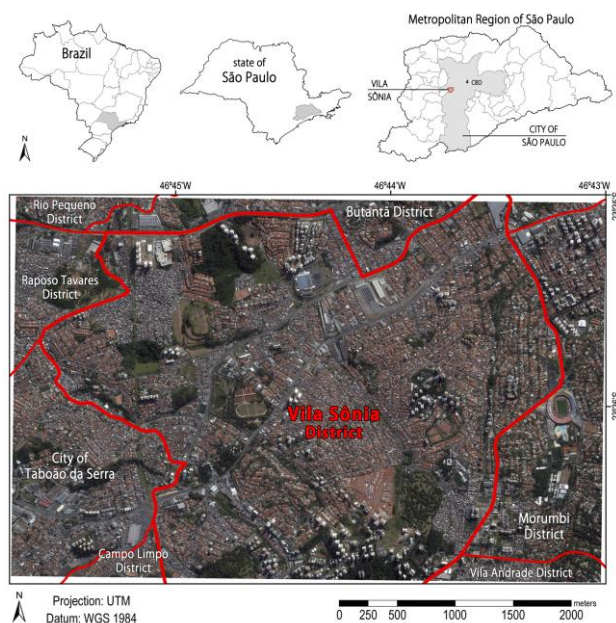 Metropolitan Region of São Paulo
Brazil
state of
São Paulo
CBD
VILA
SÔNIA
CITY OF
SÃO PAULO
N
46°45'W
46°44'W
46°43'W
Rio Pequeno
District
Butantã District
Raposo Tavares
District
Vila Sônia
District
City of
Taboão da Serra
Morumbi
District
Campo Limpo
District
Vila Andrade District
N
Projection: UTM
Datum: WGS 1984
meters
0 250 500 1000 1500 2000